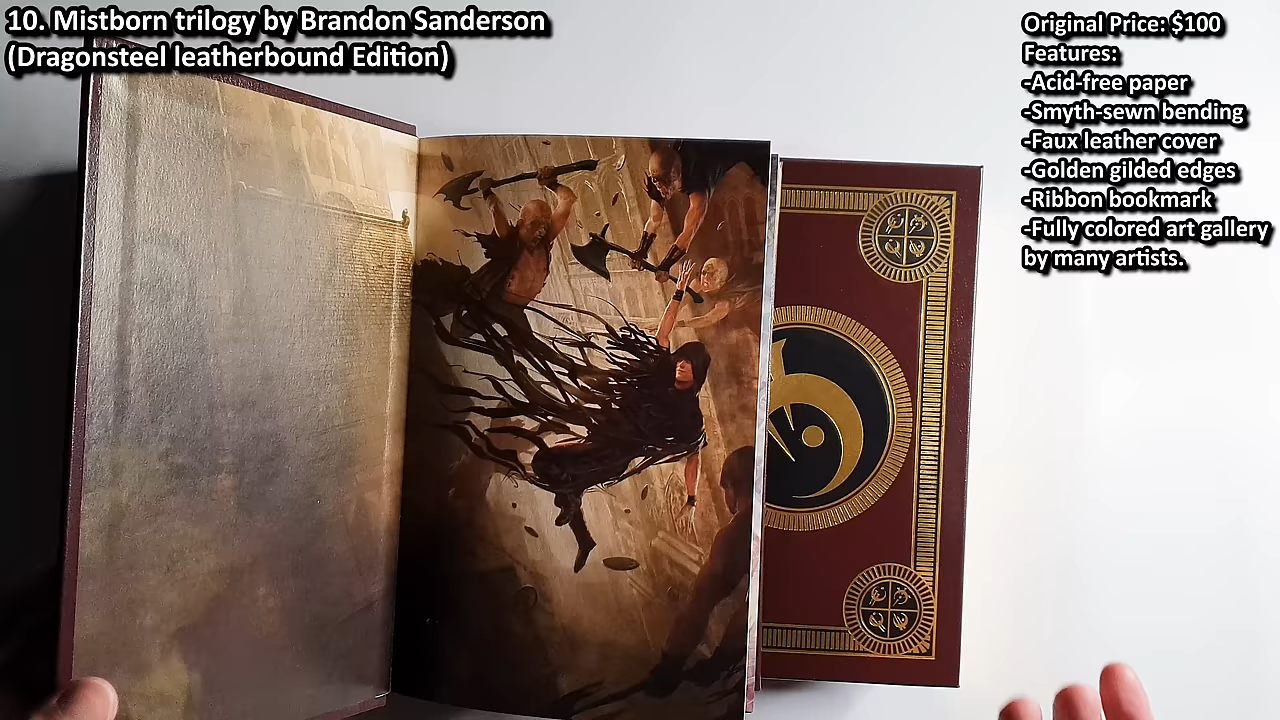 10. Mistborn trilogy by Brandon Sanderson
(Dragonsteel leatherbound Edition)
Original Price: $100
Features:
-Acid-free paper
-Smyth-sewn bending
-Faux leather cover
-Golden gilded edges
-Ribbon bookmark
-Fully colored art gallery
by many artists.